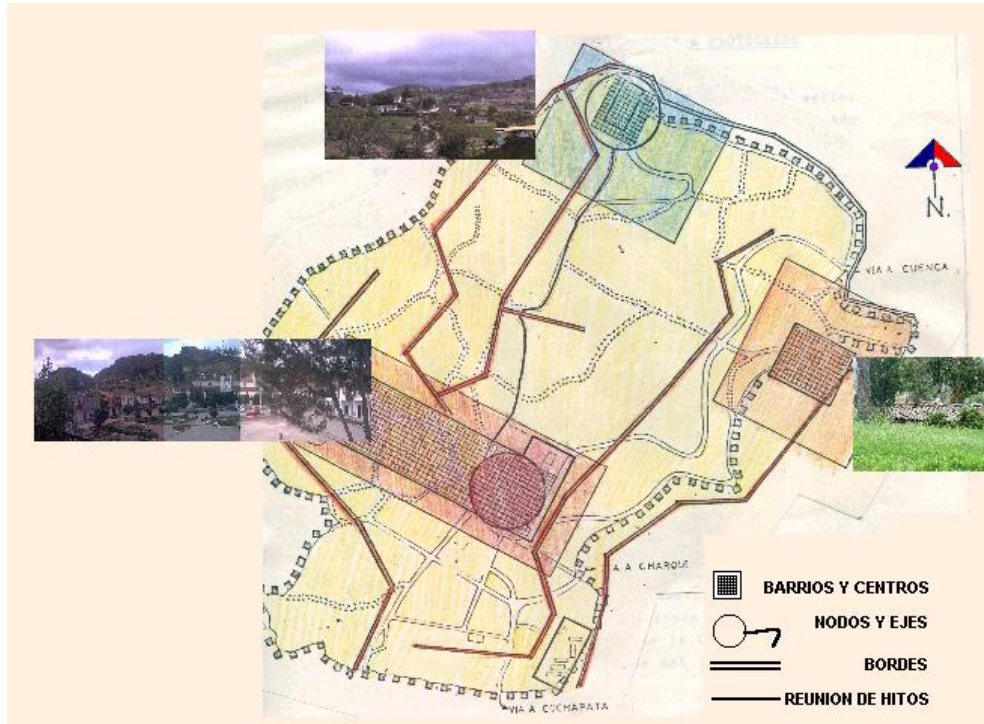 N.
VIA A CUENCA
A A CHARQUI
VIA A COCHAPATA
BARRIOS Y CENTROS
NODOS Y EJES
BORDES
REUNION DE HITOS